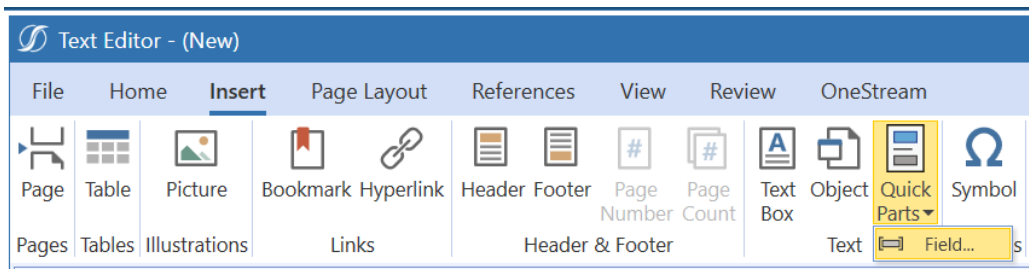 Text Editor - (New)
File Home Insert Page Layout References View Review OneStream
Page Table Picture Bookmark Hyperlink Header Footer Page Number Page Count Text Box Object Quick Parts Symbol
Pages Tables Illustrations Links Header & Footer Text s
Field...